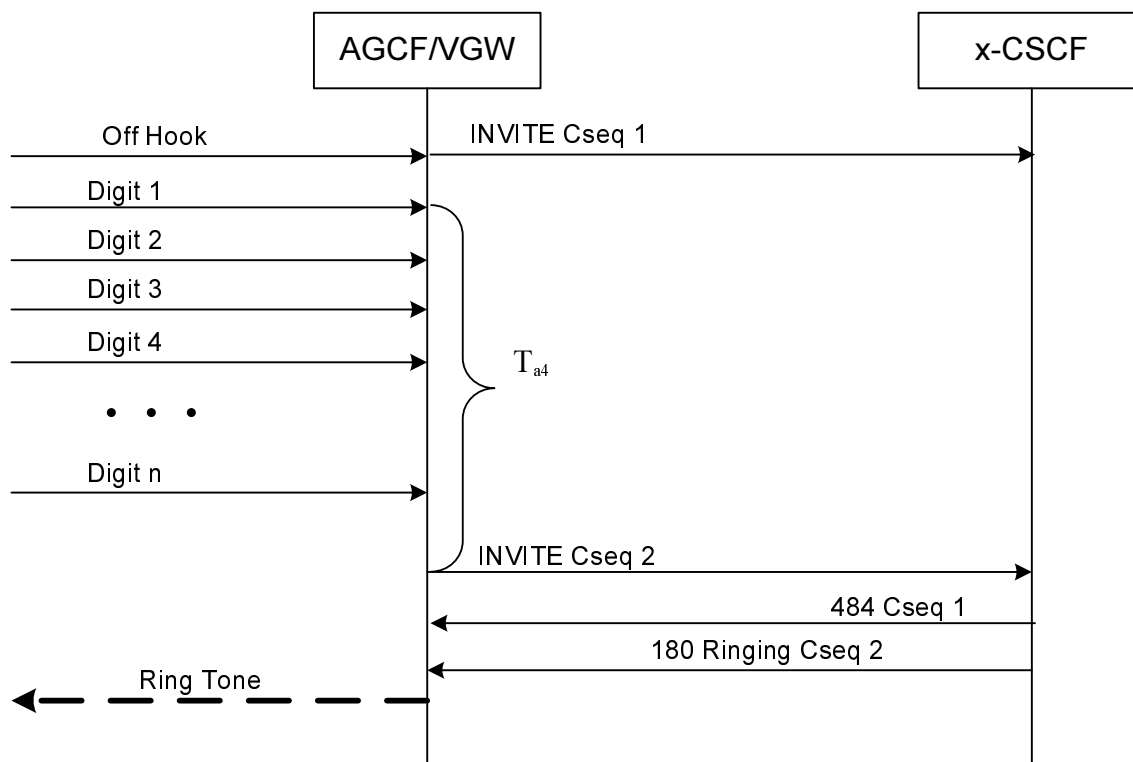 AGCF/VGW
x-CSCF
Off Hook
INVITE Cseq 1
Digit 1
Digit 2
Digit 3
Digit 4
Ta4
• • •
Digit n
INVITE Cseq 2
484 Cseq 1
180 Ringing Cseq 2
Ring Tone